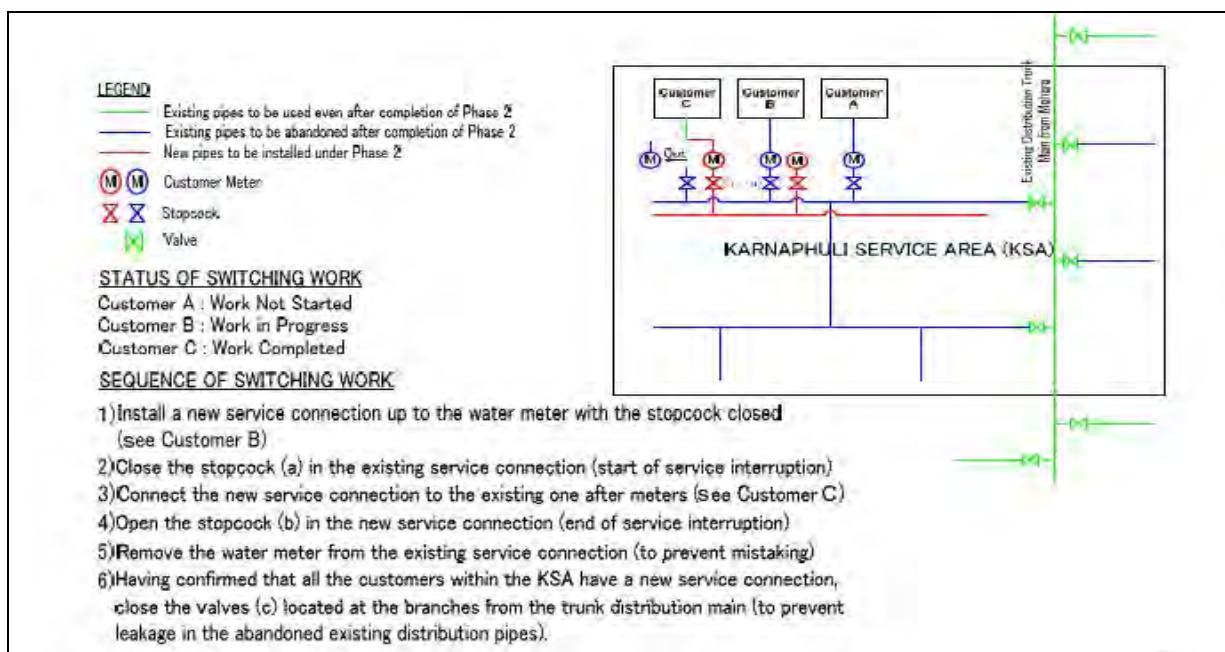 LEGEND
Existing pipes to be used even after completion of Phase 2
Existing pipes to be abandoned after completion of Phase 2
New pipes to be installed under Phase 2
M M Customer Meter
Stopcock
Valve
STATUS OF SWITCHING WORK
Customer A : Work Not Started
Customer B : Work in Progress
Customer C : Work Completed
SEQUENCE OF SWITCHING WORK
1)Install a new service connection up to the water meter with the stopcock closed
(see Customer B)
2)Close the stopcock (a) in the existing service connection (start of service interruption)
3)Connect the new service connection to the existing one after meters (see Customer C)
4)Open the stopcock (b) in the new service connection (end of service interruption)
5)Remove the water meter from the existing service connection (to prevent mistaking)
6)Having confirmed that all the customers within the KSA have a new service connection,
close the valves (c) located at the branches from the trunk distribution main (to prevent
leakage in the abandoned existing distribution pipes).
Customer
C
Customer
B
Customer
A
M Out M M M M
Existing Distribution Trunk
Main from Mohara
KARNAPHULI SERVICE AREA (KSA)